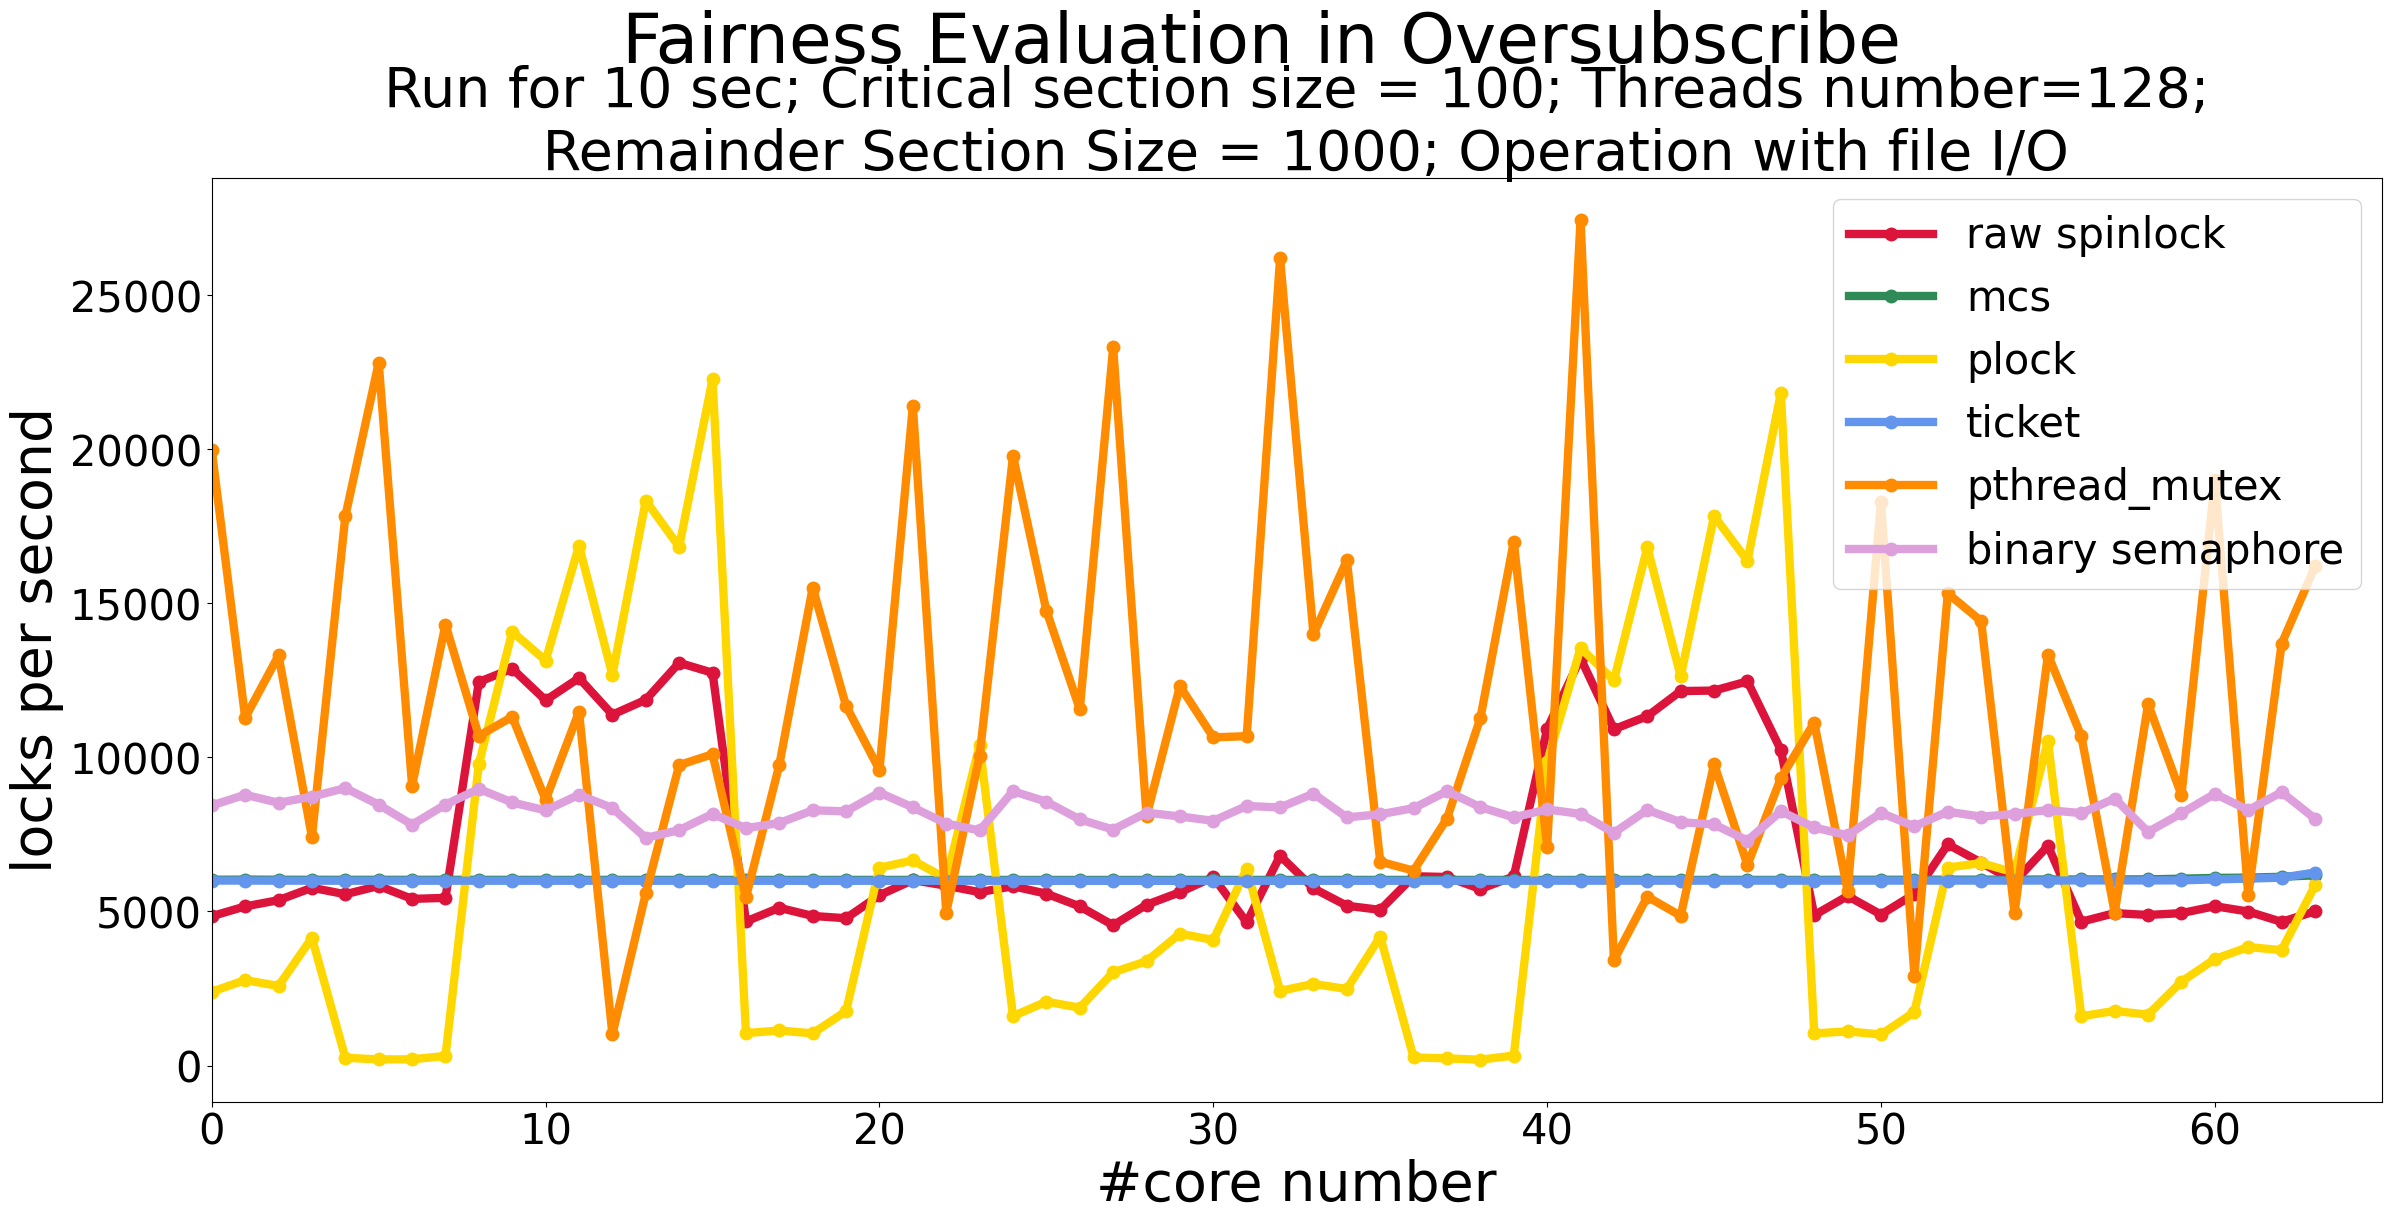 Fairness Evaluation in Oversubscribe
Run for 10 sec; Critical section size = 100; Threads number=128;
Remainder Section Size = 1000; Operation with file I/O
locks per second
25000
20000
15000
10000
5000
0
raw spinlock
mcs
plock
ticket
pthread_mutex
binary semaphore
0 10 20 30 40 50 60
#core number